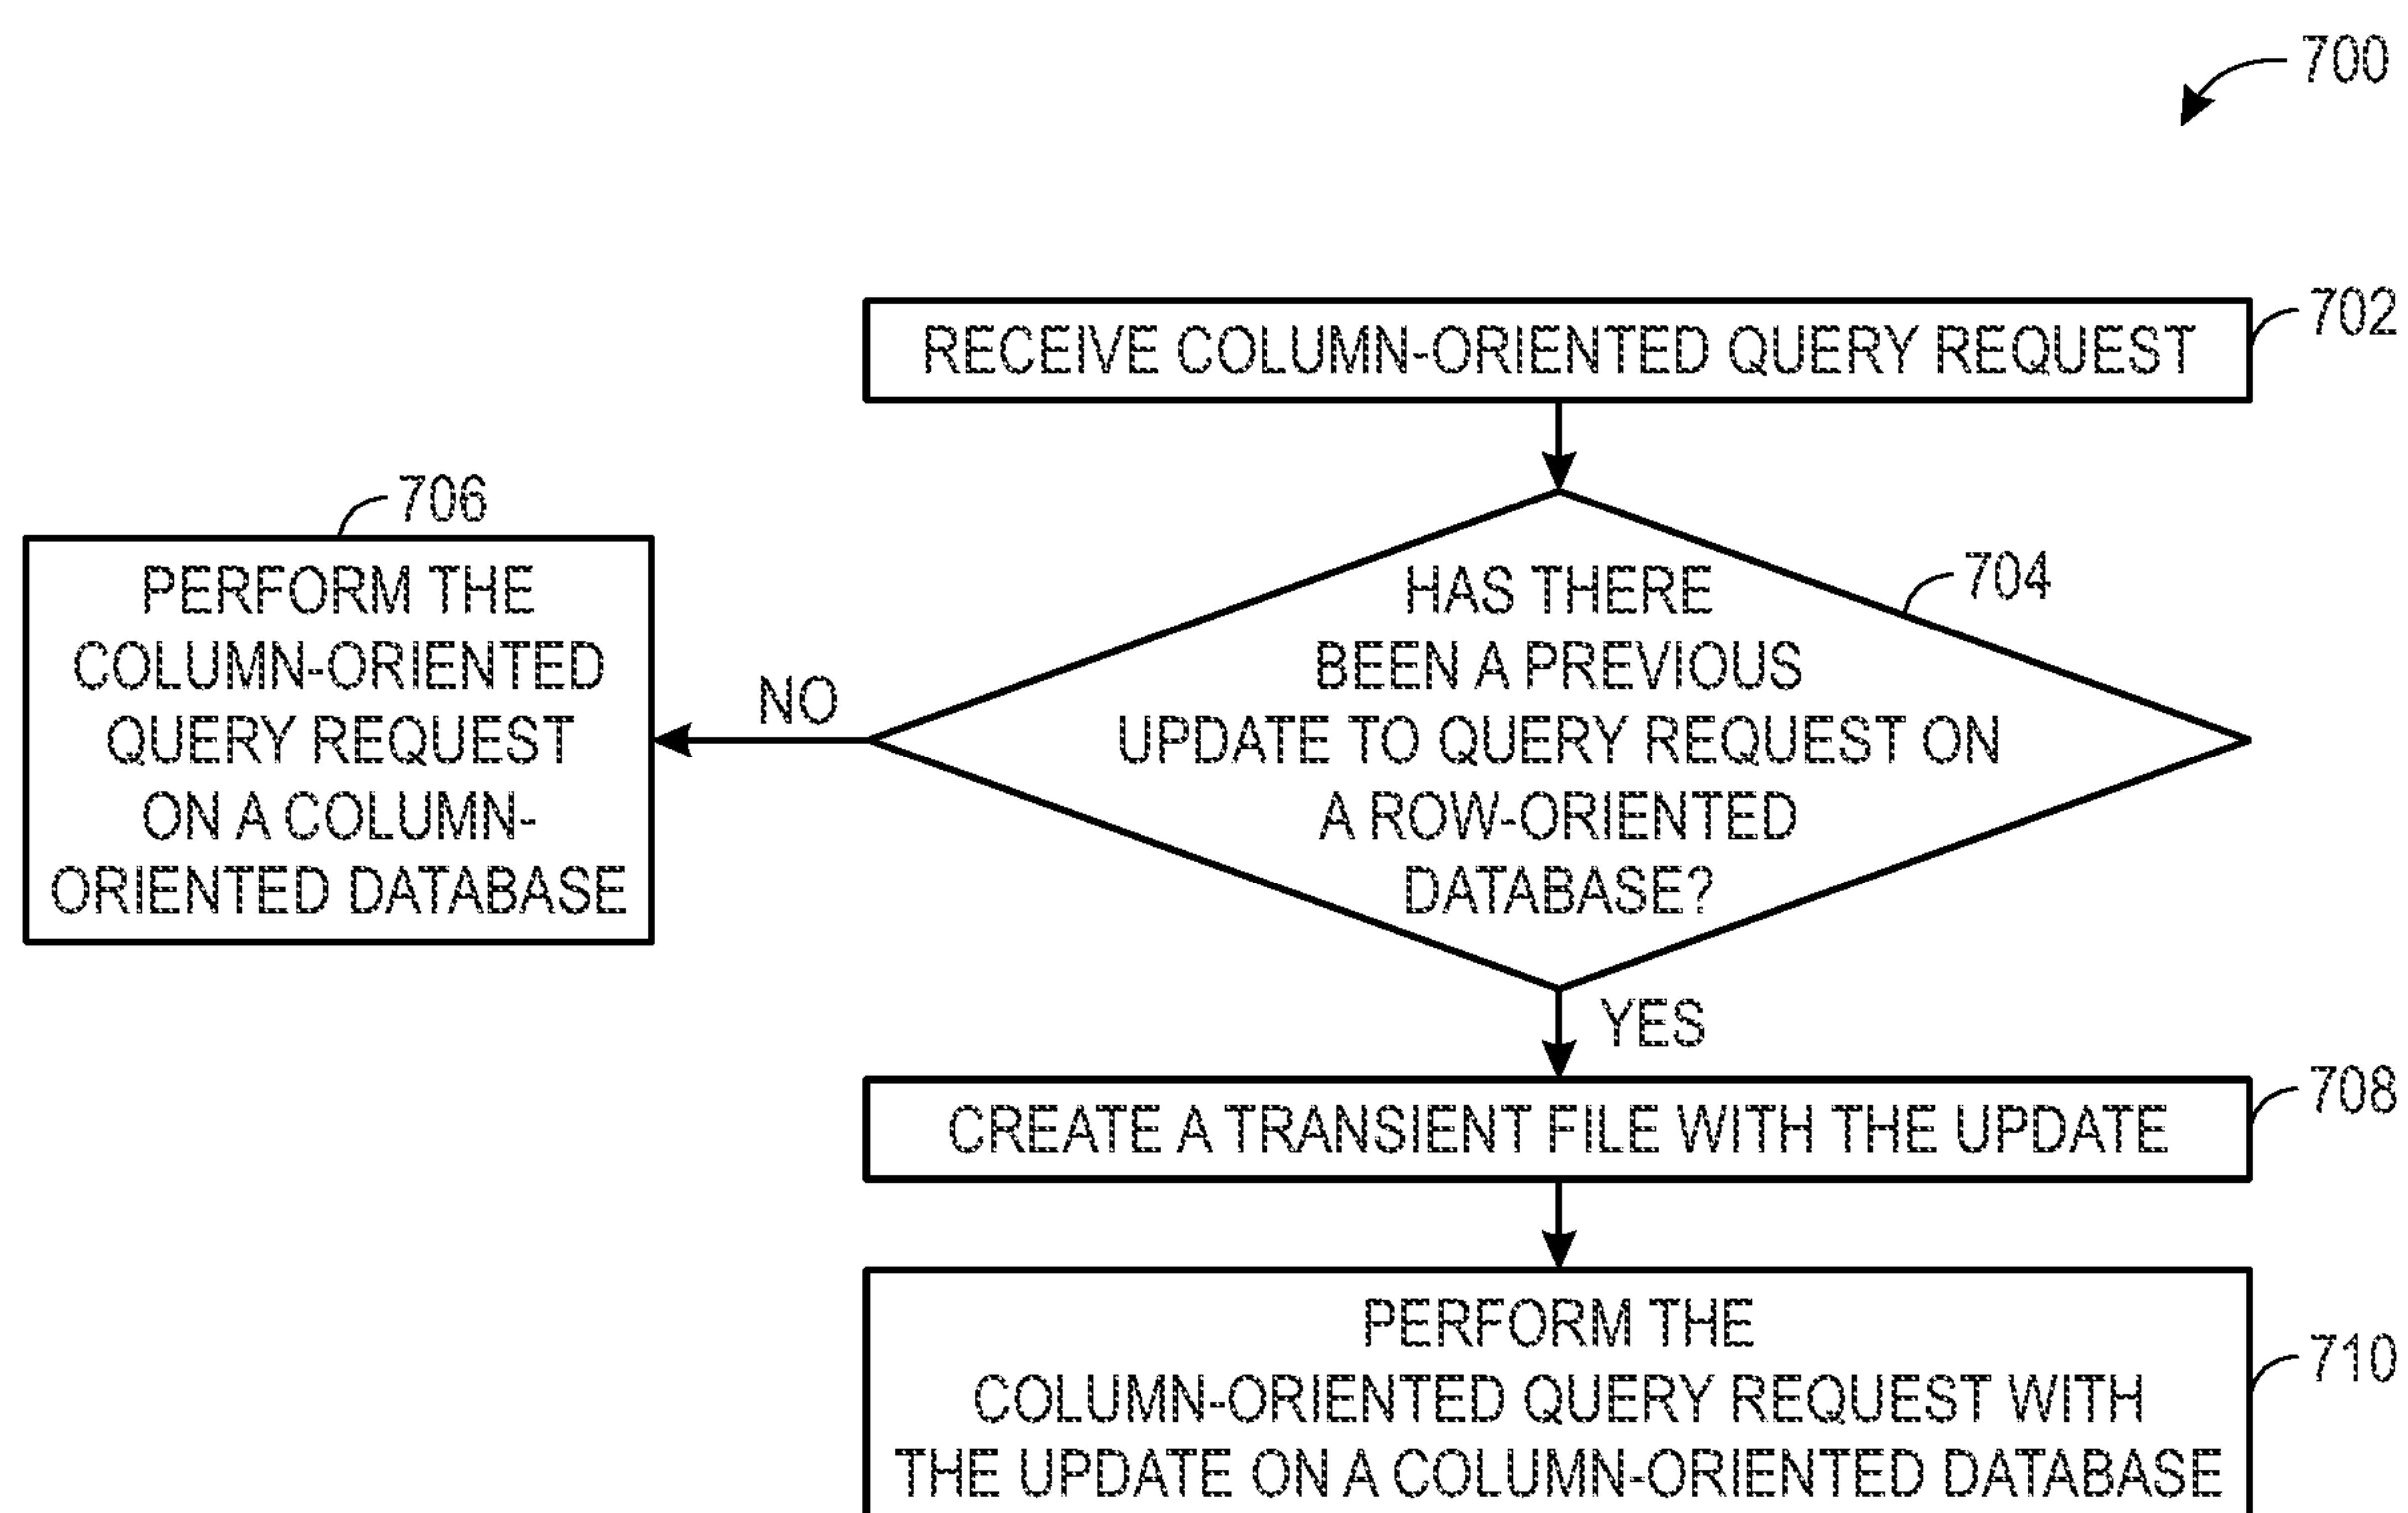 700
RECEIVE COLUMN-ORIENTED QUERY REQUEST
702
706
PERFORM THE
COLUMN-ORIENTED
QUERY REQUEST
ON A COLUMN-
ORIENTED DATABASE
NO
HAS THERE
BEEN A PREVIOUS
UPDATE TO QUERY REQUEST ON
A ROW-ORIENTED
DATABASE?
704
YES
CREATE A TRANSIENT FILE WITH THE UPDATE
708
PERFORM THE
COLUMN-ORIENTED QUERY REQUEST WITH
THE UPDATE ON A COLUMN-ORIENTED DATABASE
710